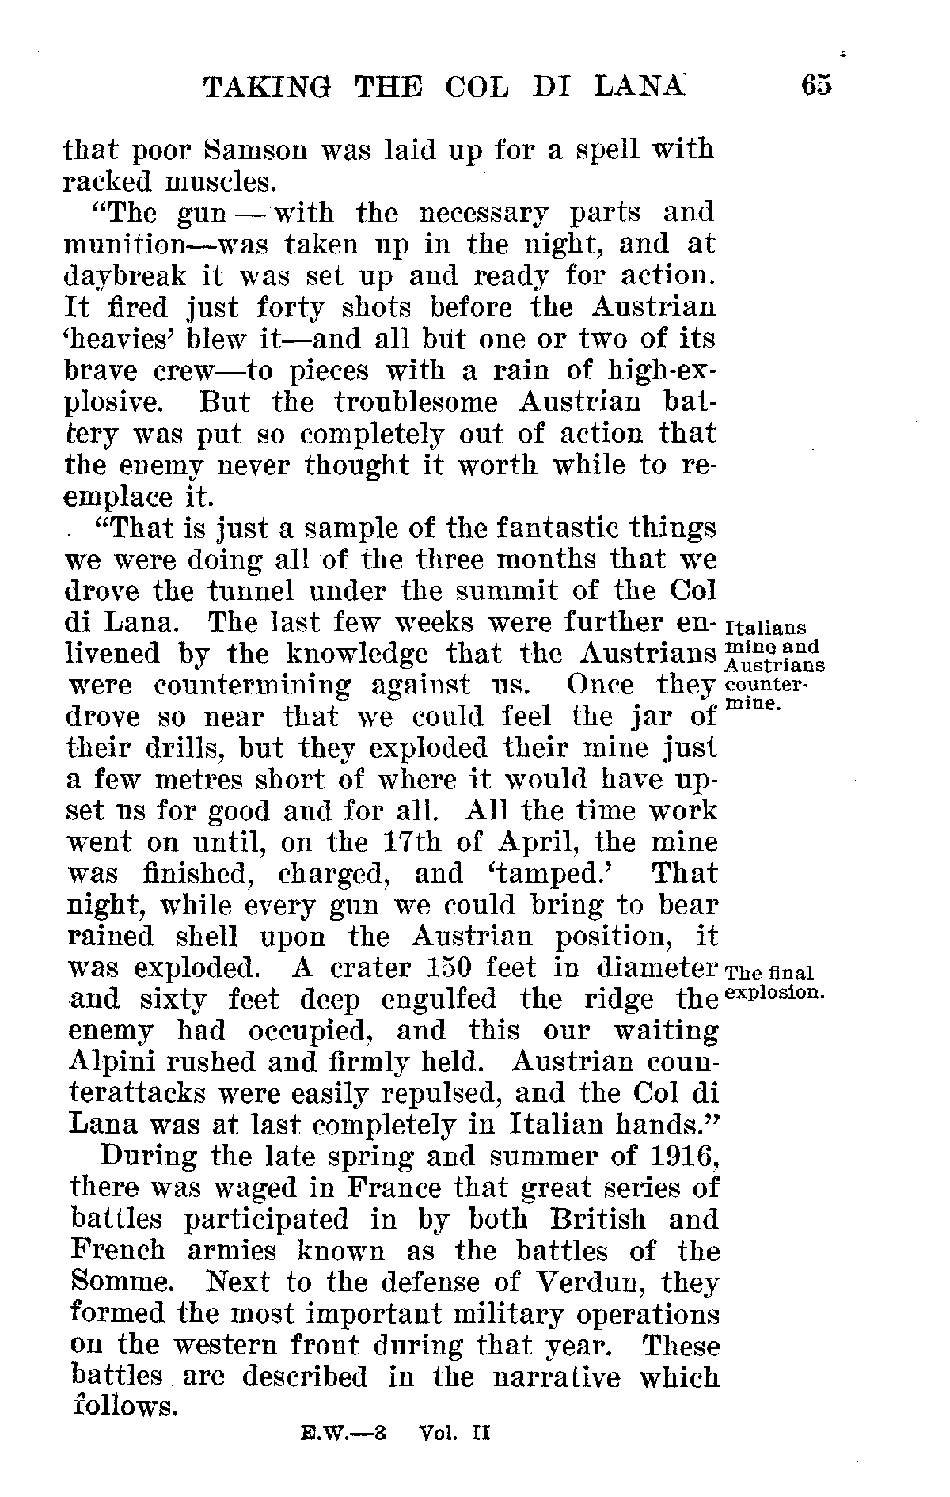 TAKING THE COL DI LANA 65
that poor Samson was laid up for a spell with
racked muscles.
“The gun — with the necessary parts and
munition—was taken up in the night, and at
daybreak it was set up and ready for action.
It fired just forty shots before the Austrian
‘heavies’ blew it—and all but one or two of its
brave crew—to pieces with a rain of high-ex-
plosive. But the troublesome Austrian bat-
tery was put so completely out of action that
the enemy never thought it worth while to re-
emplace it.
“That is just a sample of the fantastic things
we were doing all of the three months that we
drove the tunnel under the summit of the Col
di Lana. The last few weeks were further en-
livened by the knowledge that the Austrians
were countermining against us. Once they
drove so near that we could feel the jar of
their drills, but they exploded their mine just
a few metres short of where it would have up-
set us for good and for all. All the time work
went on until, on the 17th of April, the mine
was finished, charged, and ‘tamped.’ That
night, while every gun we could bring to bear
rained shell upon the Austrian position, it
was exploded. A crater 150 feet in diameter
and sixty feet deep engulfed the ridge the
enemy had occupied, and this our waiting
Alpini rushed and firmly held. Austrian coun-
terattacks were easily repulsed, and the Col di
Lana was at last completely in Italian hands.”
During the late spring and summer of 1916,
there was waged in France that great series of
battles participated in by both British and
French armies known as the battles of the
Somme. Next to the defense of Verdun, they
formed the most important military operations
on the western front during that year. These
battles are described in the narrative which
follows.
Italians
mine and
Austrians
counter-
mine.
The final
explosion.
E.W.—3 Vol. II